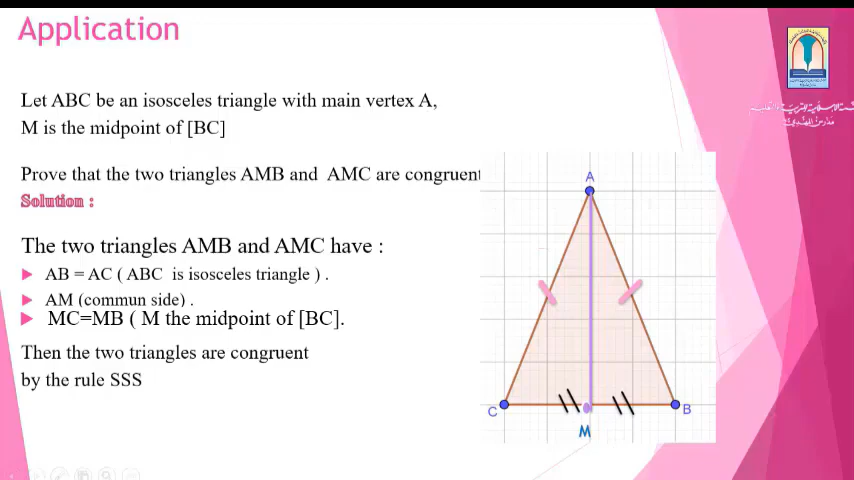 Application
Let ABC be an isosceles triangle with main vertex A,
M is the midpoint of [BC]
Prove that the two triangles AMB and AMC are congruent
Solution :
The two triangles AMB and AMC have :
AB = AC ( ABC is isosceles triangle ) .
AM (commun side) .
MC=MB ( M the midpoint of [BC].
Then the two triangles are congruent
by the rule SSS
A
C
B
M